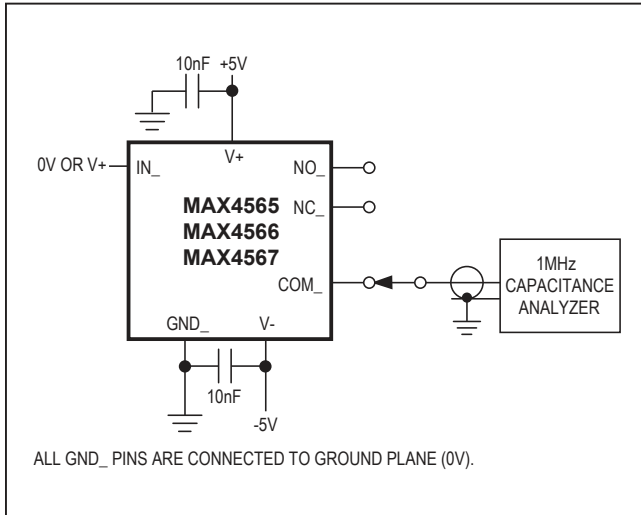 10nF +5V
V+
0V OR V+ IN_
NO_
NC_
MAX4565
MAX4566
MAX4567
COM_
1MHz
CAPACITANCE
ANALYZER
GND_ V-
10nF
-5V
ALL GND_ PINS ARE CONNECTED TO GROUND PLANE (0V).